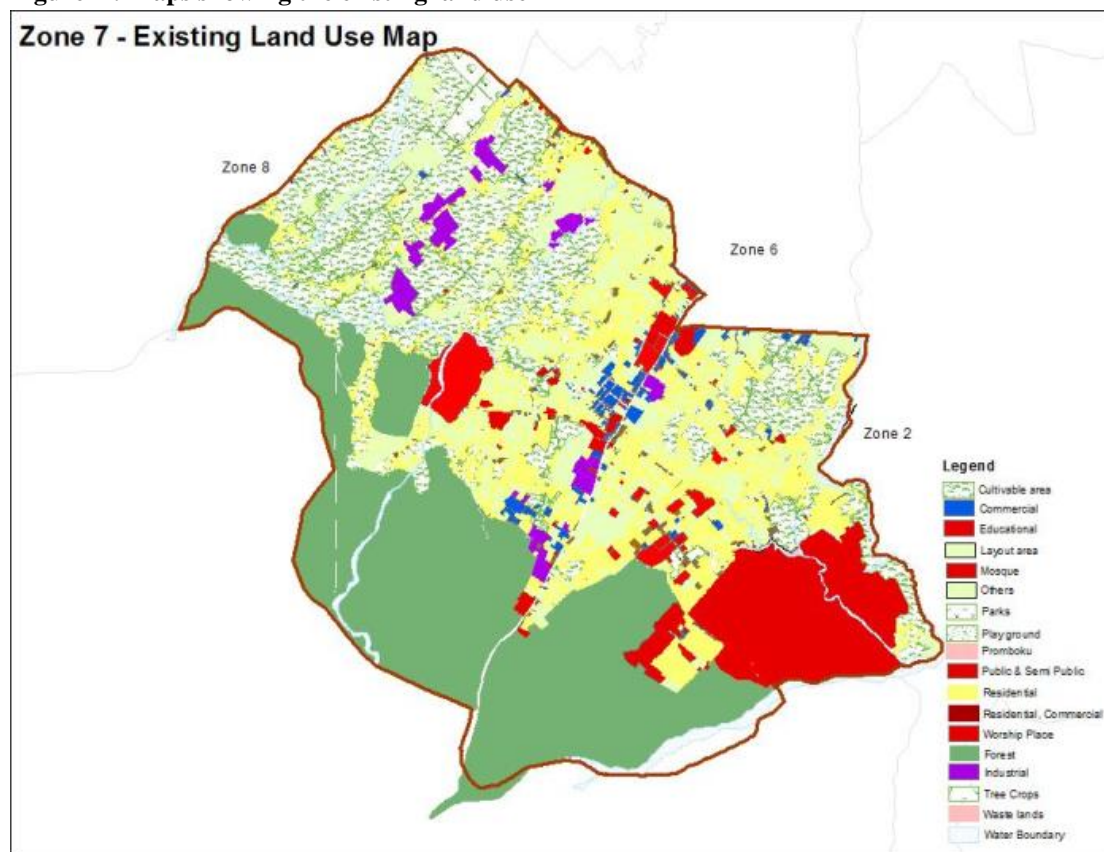 Zone 7 - Existing Land Use Map
Zone 8
Zone 6
Zone 2
Legend
Cultivable area
Commercial
Educational
Layout area
Mosque
Others
Parks
Playground
Promboku
Public & Semi Public
Residential
Residential, Commercial
Worship Place
Forest
Industrial
Tree Crops
Waste lands
Water Boundary